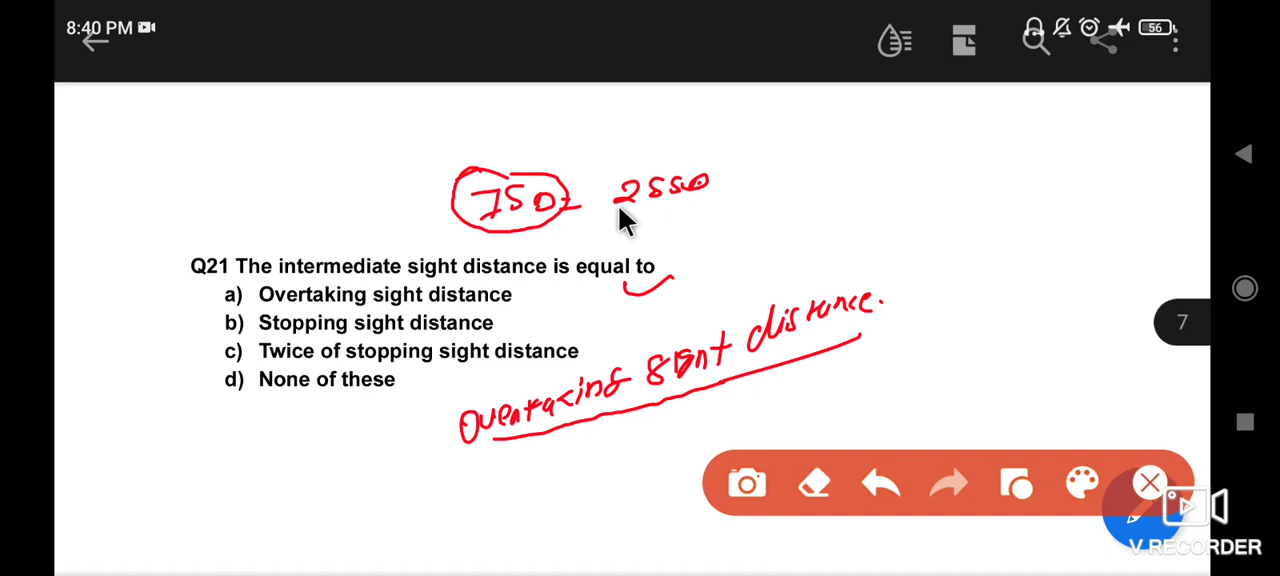 8:40 PM
56
750 2550
Q21 The intermediate sight distance is equal to
a) Overtaking sight distance
b) Stopping sight distance
c) Twice of stopping sight distance
d) None of these
Overtaking sight distance.
7
V RECORDER